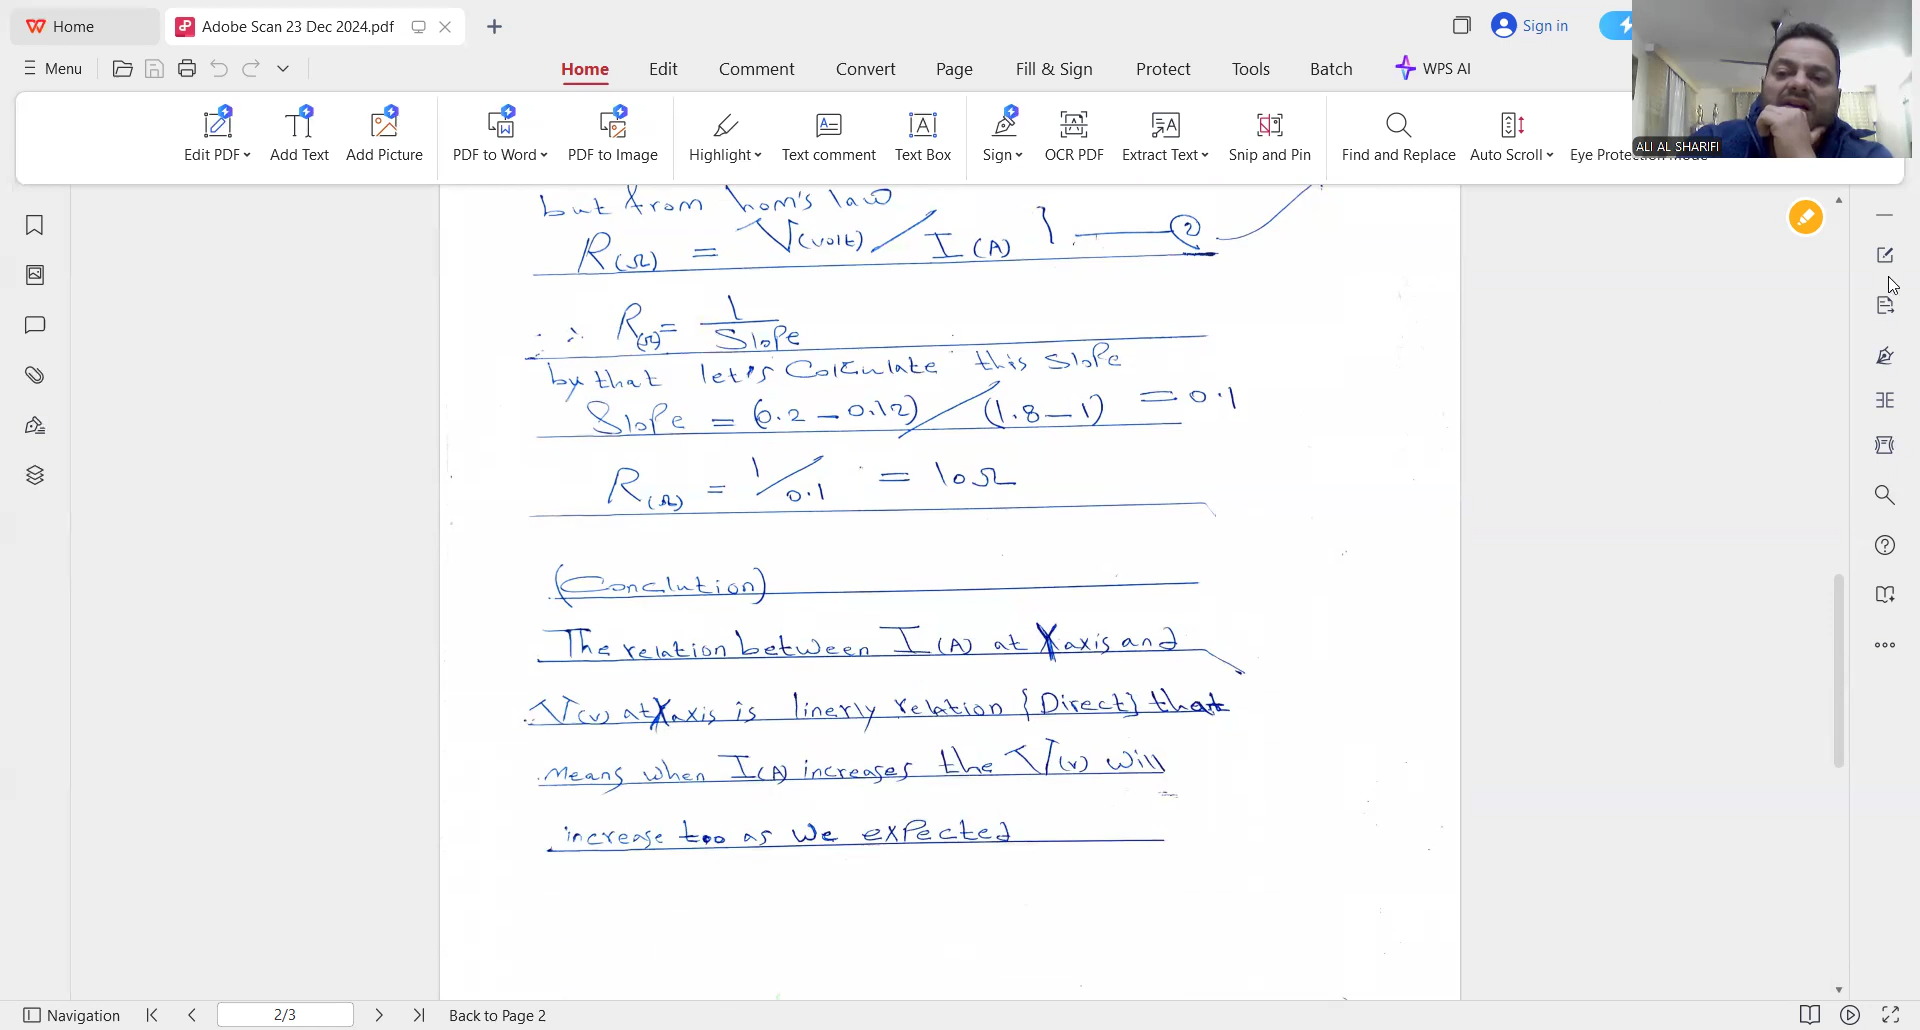 Home
Adobe Scan 23 Dec 2024.pdf
Sign in
Menu
Home Edit Comment Convert Page Fill & Sign Protect Tools Batch WPS AI
Edit PDF Add Text Add Picture PDF to Word PDF to Image Highlight Text comment Text Box Sign OCR PDF Extract Text Snip and Pin Find and Replace Auto Scroll Eye Protection Mode
ALI AL SHARIFI
but from hom's law
R(Ω) = V(volt) / I(A) } 2
∴ R(Ω) = 1 / Slope
by that let's Calculate this slope
Slope = (0.2 - 0.12) / (1.8 - 1) = 0.1
R(Ω) = 1/0.1 = 10Ω
(Conclution)
The relation between I(A) at X axis and
V(v) at X axis is linerly relation {Direct} that
means when I(A) increases the V(v) will
increase too as we expected
Navigation
2/3
Back to Page 2